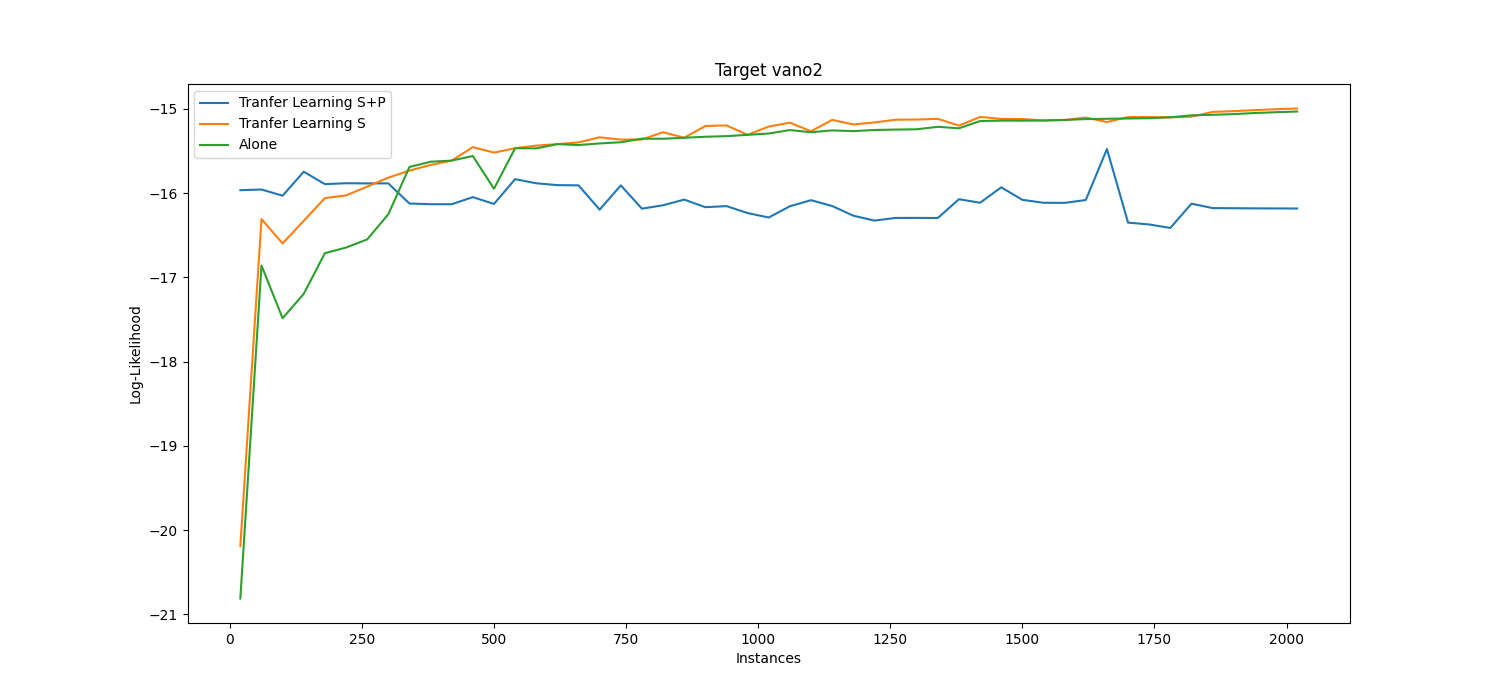 Target vano2
Tranfer Learning S+P
Tranfer Learning S
Alone
Log-Likelihood
−15
−16
−17
−18
−19
−20
−21
0
250
500
750
1000
1250
1500
1750
2000
Instances